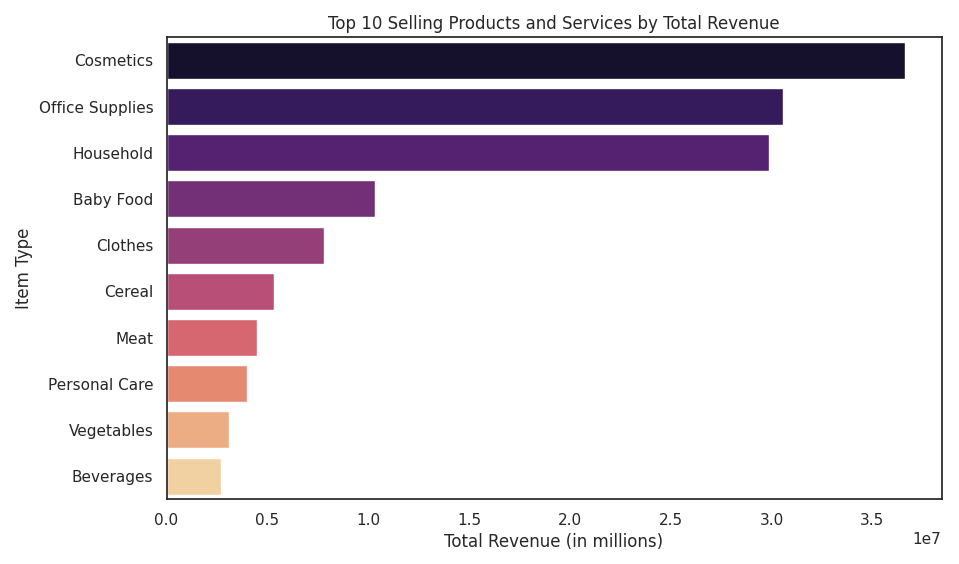 Top 10 Selling Products and Services by Total Revenue
Cosmetics
Office Supplies
Household
Baby Food
Clothes
Cereal
Meat
Personal Care
Vegetables
Beverages
Item Type
0.0 0.5 1.0 1.5 2.0 2.5 3.0 3.5
1e7
Total Revenue (in millions)